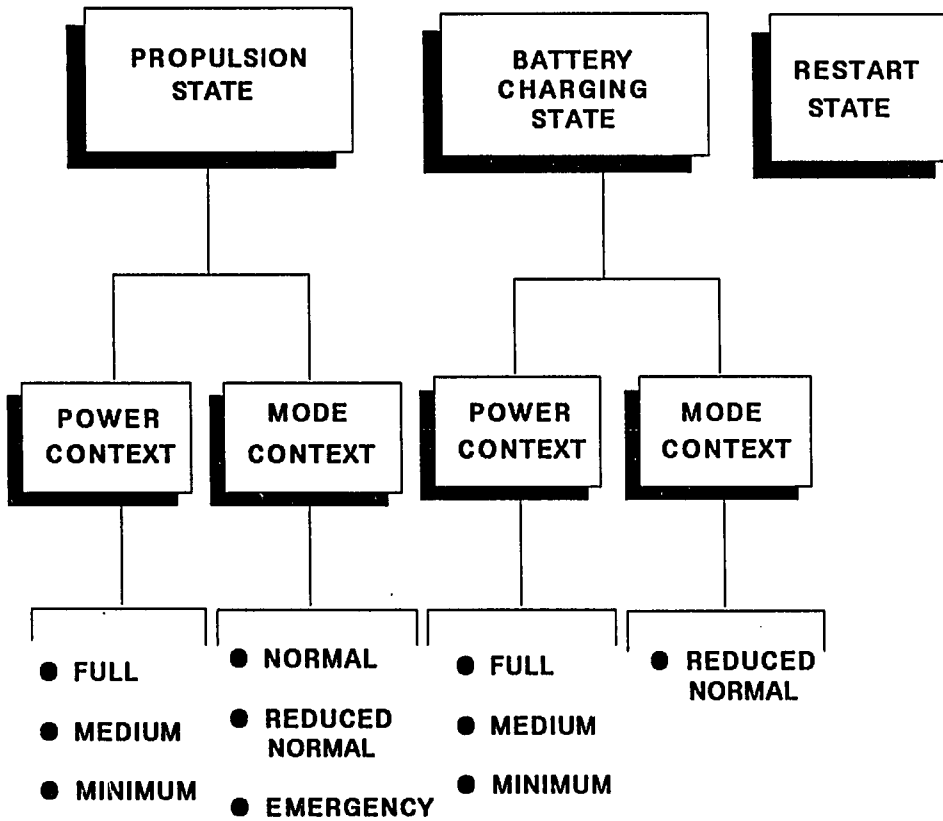 PROPULSION
STATE
BATTERY
CHARGING
STATE
RESTART
STATE
POWER
CONTEXT
MODE
CONTEXT
POWER
CONTEXT
MODE
CONTEXT
● FULL
● MEDIUM
● MINIMUM
● NORMAL
● REDUCED
NORMAL
● EMERGENCY
● FULL
● MEDIUM
● MINIMUM
● REDUCED
NORMAL